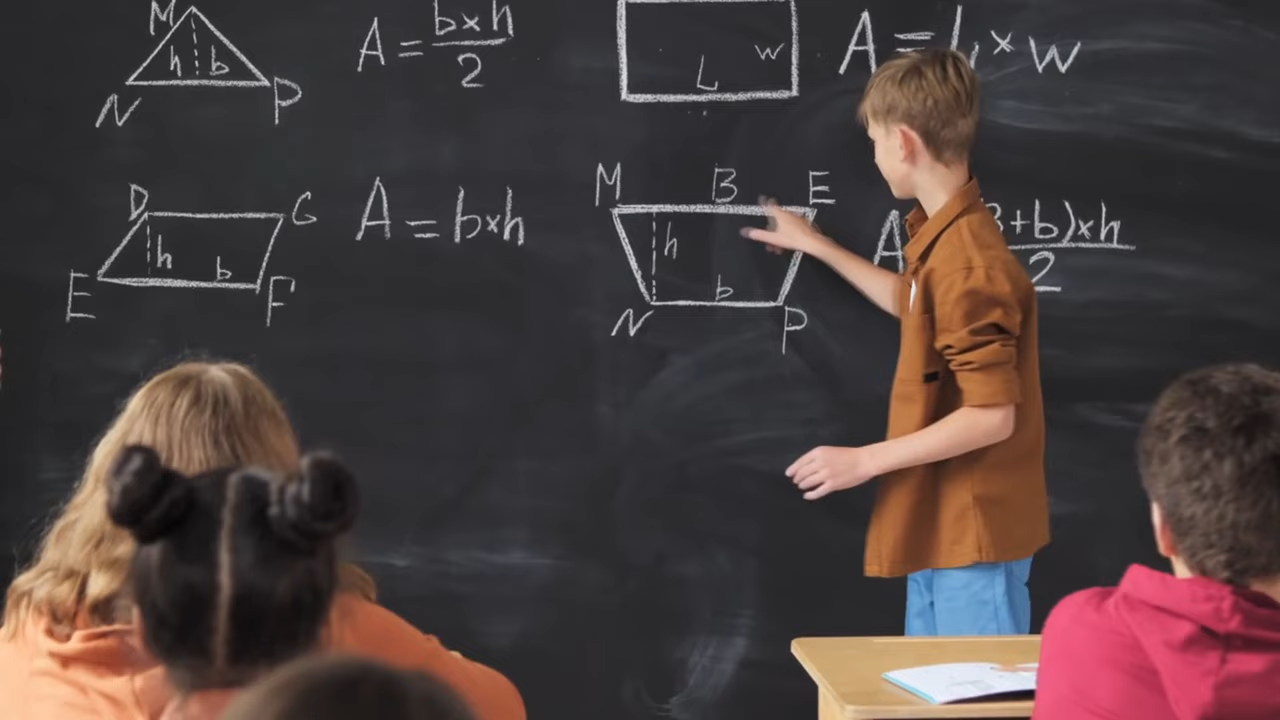 M
h b
N P
A = b×h
2
w
L
A = L×w
D G
h b
E F
A = b×h
M B E
h
b
N P
A
+b)×h
2